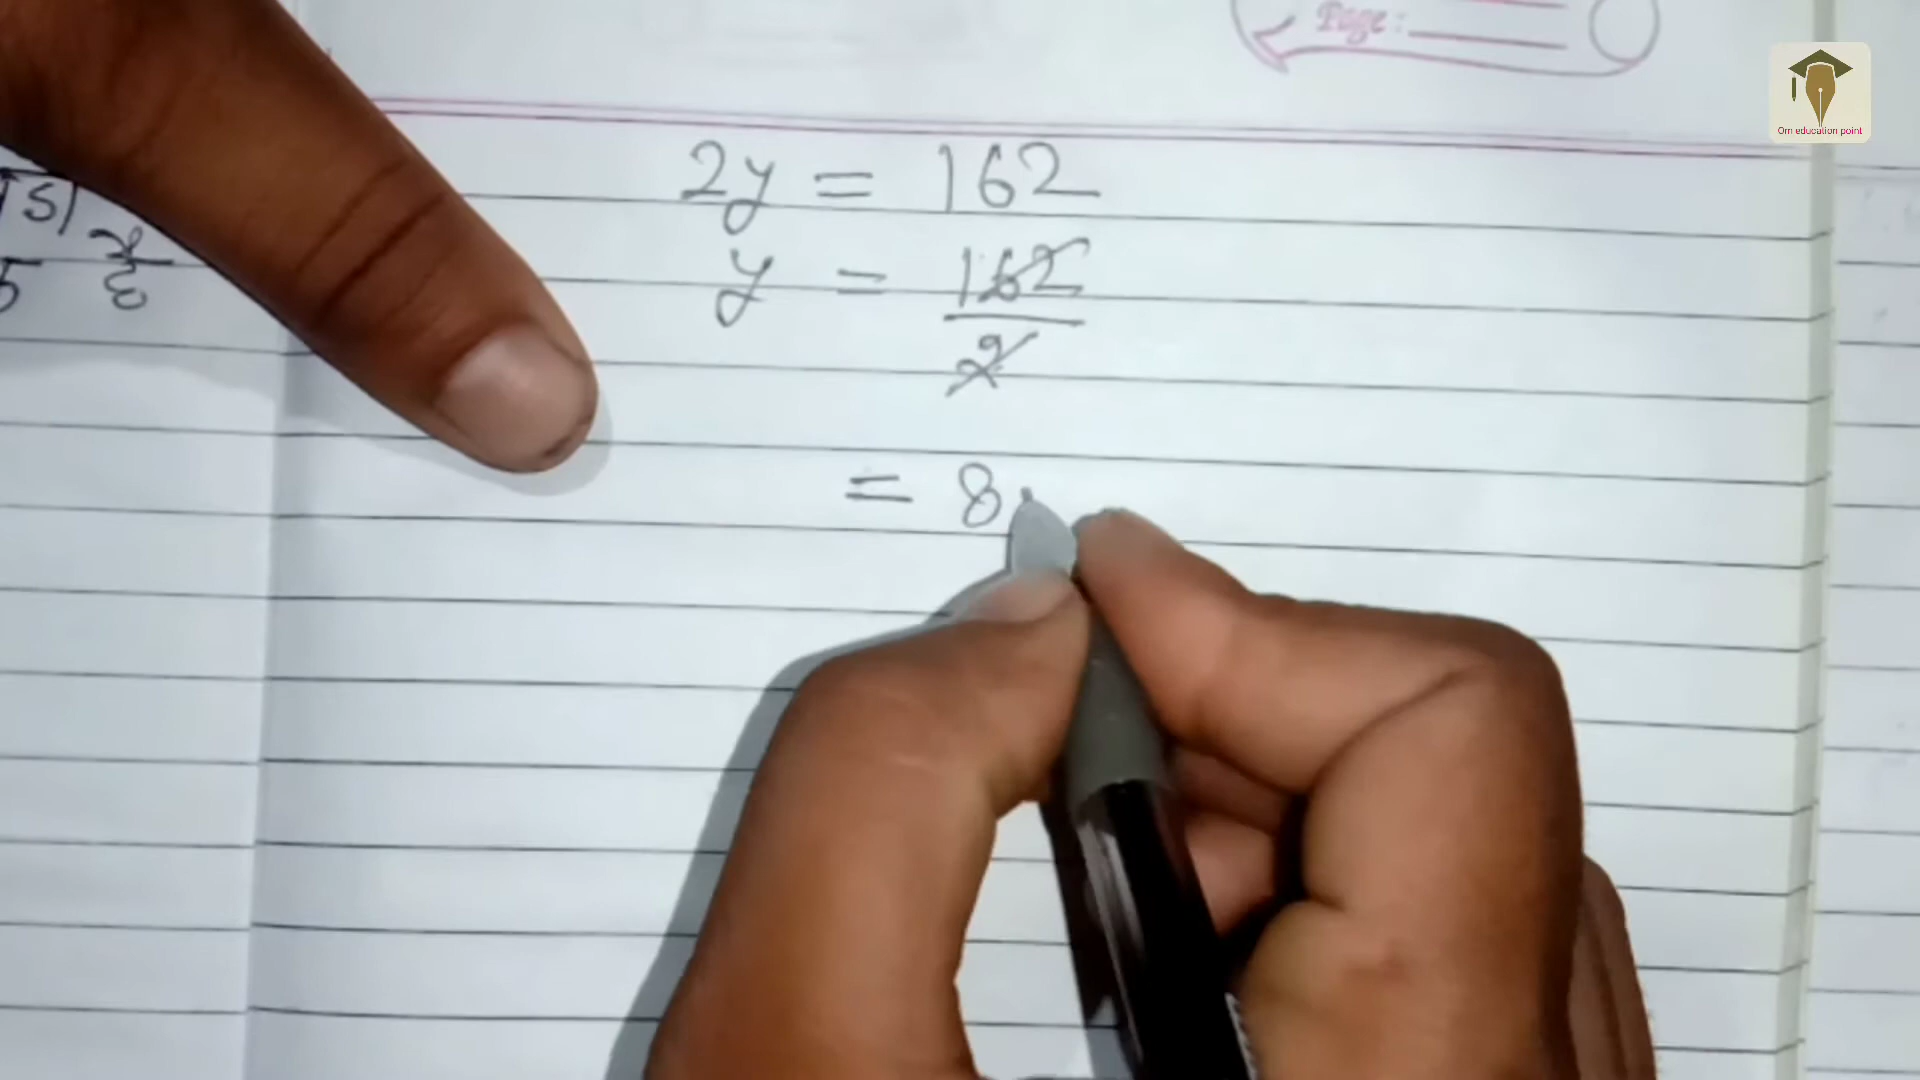 Page :
Om education point
2y = 162
y = 162/2
= 8